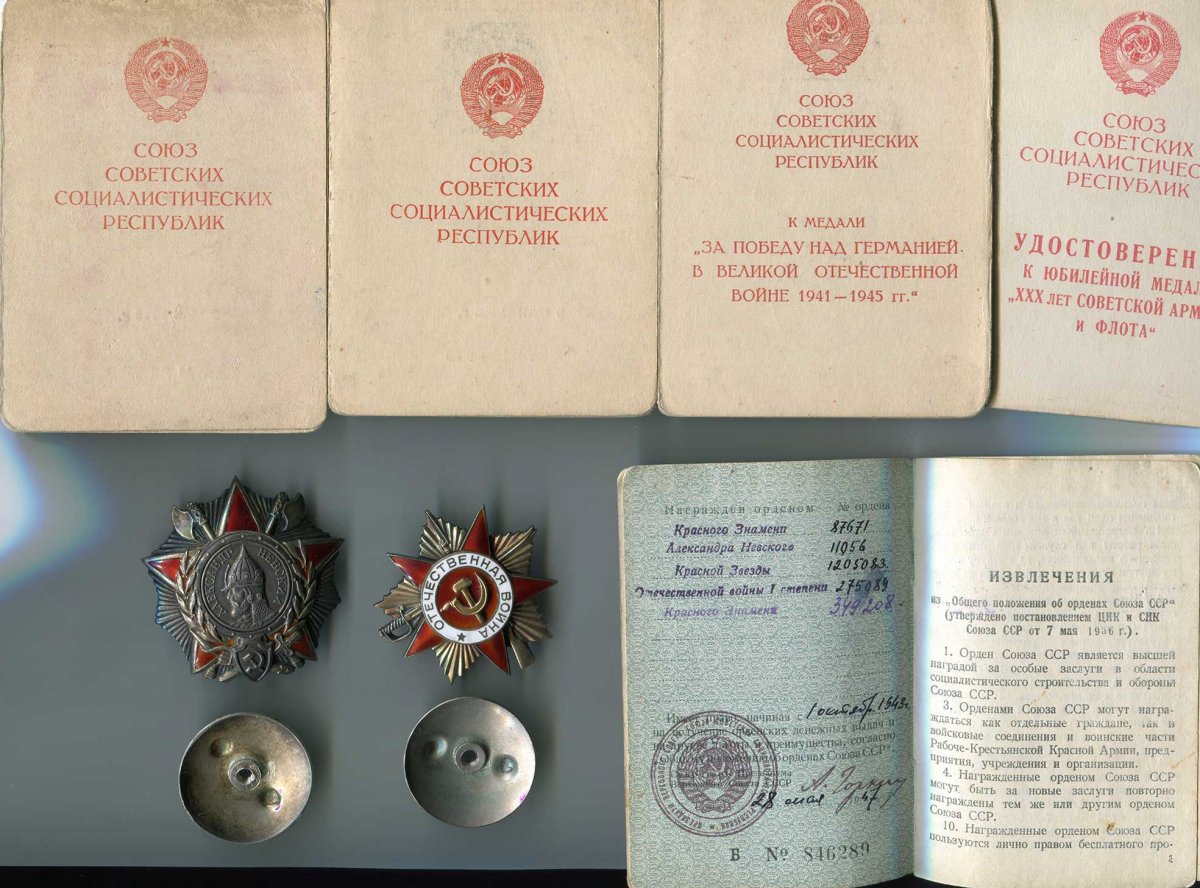 СОЮЗ
СОВЕТСКИХ
СОЦИАЛИСТИЧЕСКИХ
РЕСПУБЛИК
СОЮЗ
СОВЕТСКИХ
СОЦИАЛИСТИЧЕСКИХ
РЕСПУБЛИК
СОЮЗ
СОВЕТСКИХ
СОЦИАЛИСТИЧЕСКИХ
РЕСПУБЛИК
К МЕДАЛИ
„ЗА ПОБЕДУ НАД ГЕРМАНИЕЙ
В ВЕЛИКОЙ ОТЕЧЕСТВЕННОЙ
ВОЙНЕ 1941—1945 гг.“
СОЮЗ
СОВЕТСКИХ
СОЦИАЛИСТИЧЕС
РЕСПУБЛИК
УДОСТОВЕРЕН
К ЮБИЛЕЙНОЙ МЕДАЛ
„XXX ЛЕТ СОВЕТСКОЙ АРМ
И ФЛОТА“
АЛЕКСАНДР НЕВСКИЙ
ОТЕЧЕСТВЕННАЯ ВОЙНА
Награжден орденом № ордена
Красного Знамени 87671
Александра Невского 11956
Красной Звезды 1205083
Отечественной войны I степени 275089
Красного Знамени 349208
1 октябр. 1943 г.
28 мая 47
В № 846289
ИЗВЛЕЧЕНИЯ
из „Общего положения об орденах Союза ССР“
(утверждено постановлением ЦИК и СНК
Союза ССР от 7 мая 1936 г.).
1. Орден Союза ССР является высшей
наградой за особые заслуги в области
социалистического строительства и обороны
Союза ССР.
3. Орденами Союза ССР могут награ-
ждаться как отдельные граждане, так и
войсковые соединения и воинские части
Рабоче-Крестьянской Красной Армии, пред-
приятия, учреждения и организации.
4. Награжденные орденом Союза ССР
могут быть за новые заслуги повторно
награждены тем же или другим орденом
Союза ССР.
10. Награжденные орденом Союза ССР
пользуются лично правом бесплатного про-
3